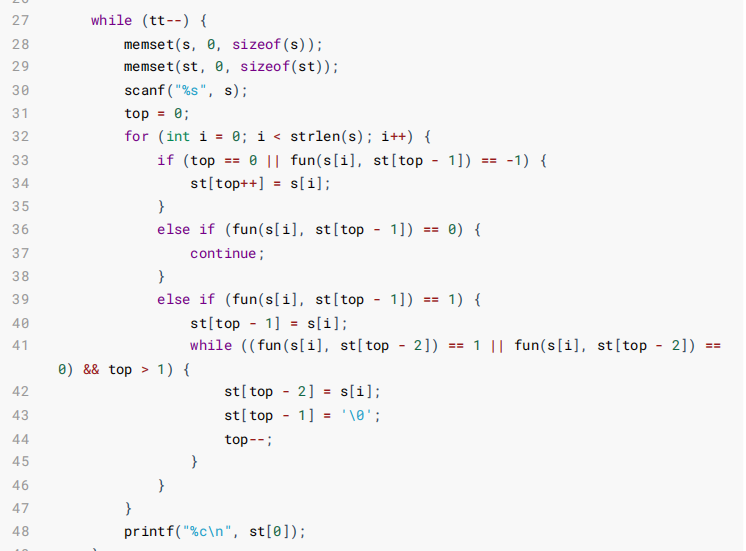 27 while (tt--) {
28 memset(s, 0, sizeof(s));
29 memset(st, 0, sizeof(st));
30 scanf("%s", s);
31 top = 0;
32 for (int i = 0; i < strlen(s); i++) {
33 if (top == 0 || fun(s[i], st[top - 1]) == -1) {
34 st[top++] = s[i];
35 }
36 else if (fun(s[i], st[top - 1]) == 0) {
37 continue;
38 }
39 else if (fun(s[i], st[top - 1]) == 1) {
40 st[top - 1] = s[i];
41 while ((fun(s[i], st[top - 2]) == 1 || fun(s[i], st[top - 2]) ==
0) && top > 1) {
42 st[top - 2] = s[i];
43 st[top - 1] = '\0';
44 top--;
45 }
46 }
47 }
48 printf("%c\n", st[0]);